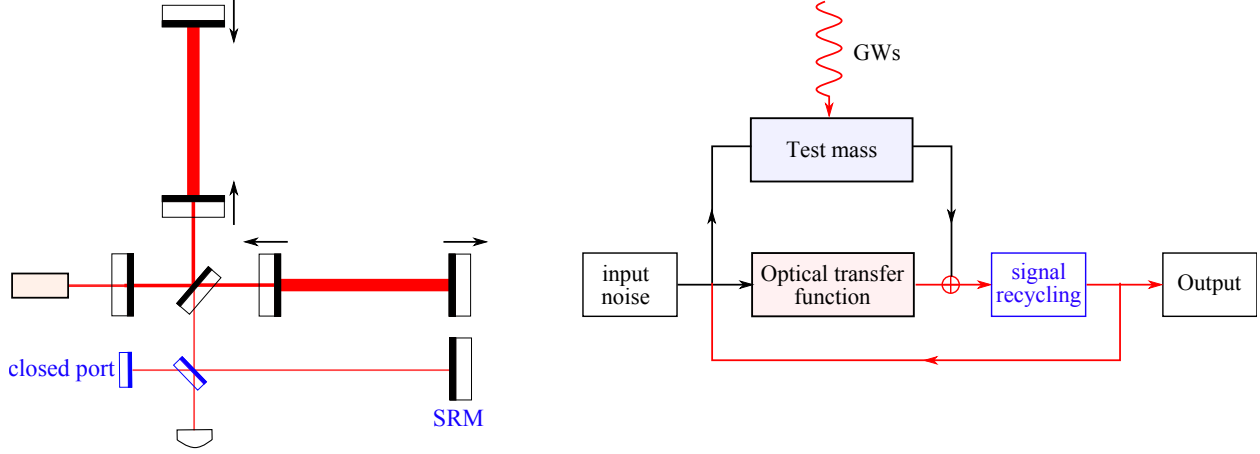 closed port
SRM
GWs
Test mass
input
noise
Optical transfer
function
signal
recycling
Output